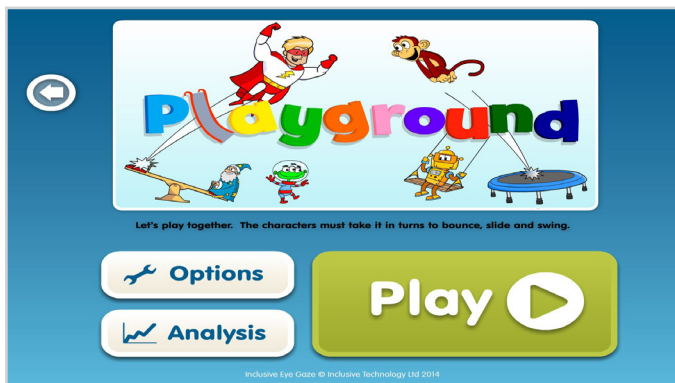 Playground
Let's play together.  The characters must take it in turns to bounce, slide and swing.
Options
Play
Analysis
Inclusive Eye Gaze © Inclusive Technology Ltd 2014